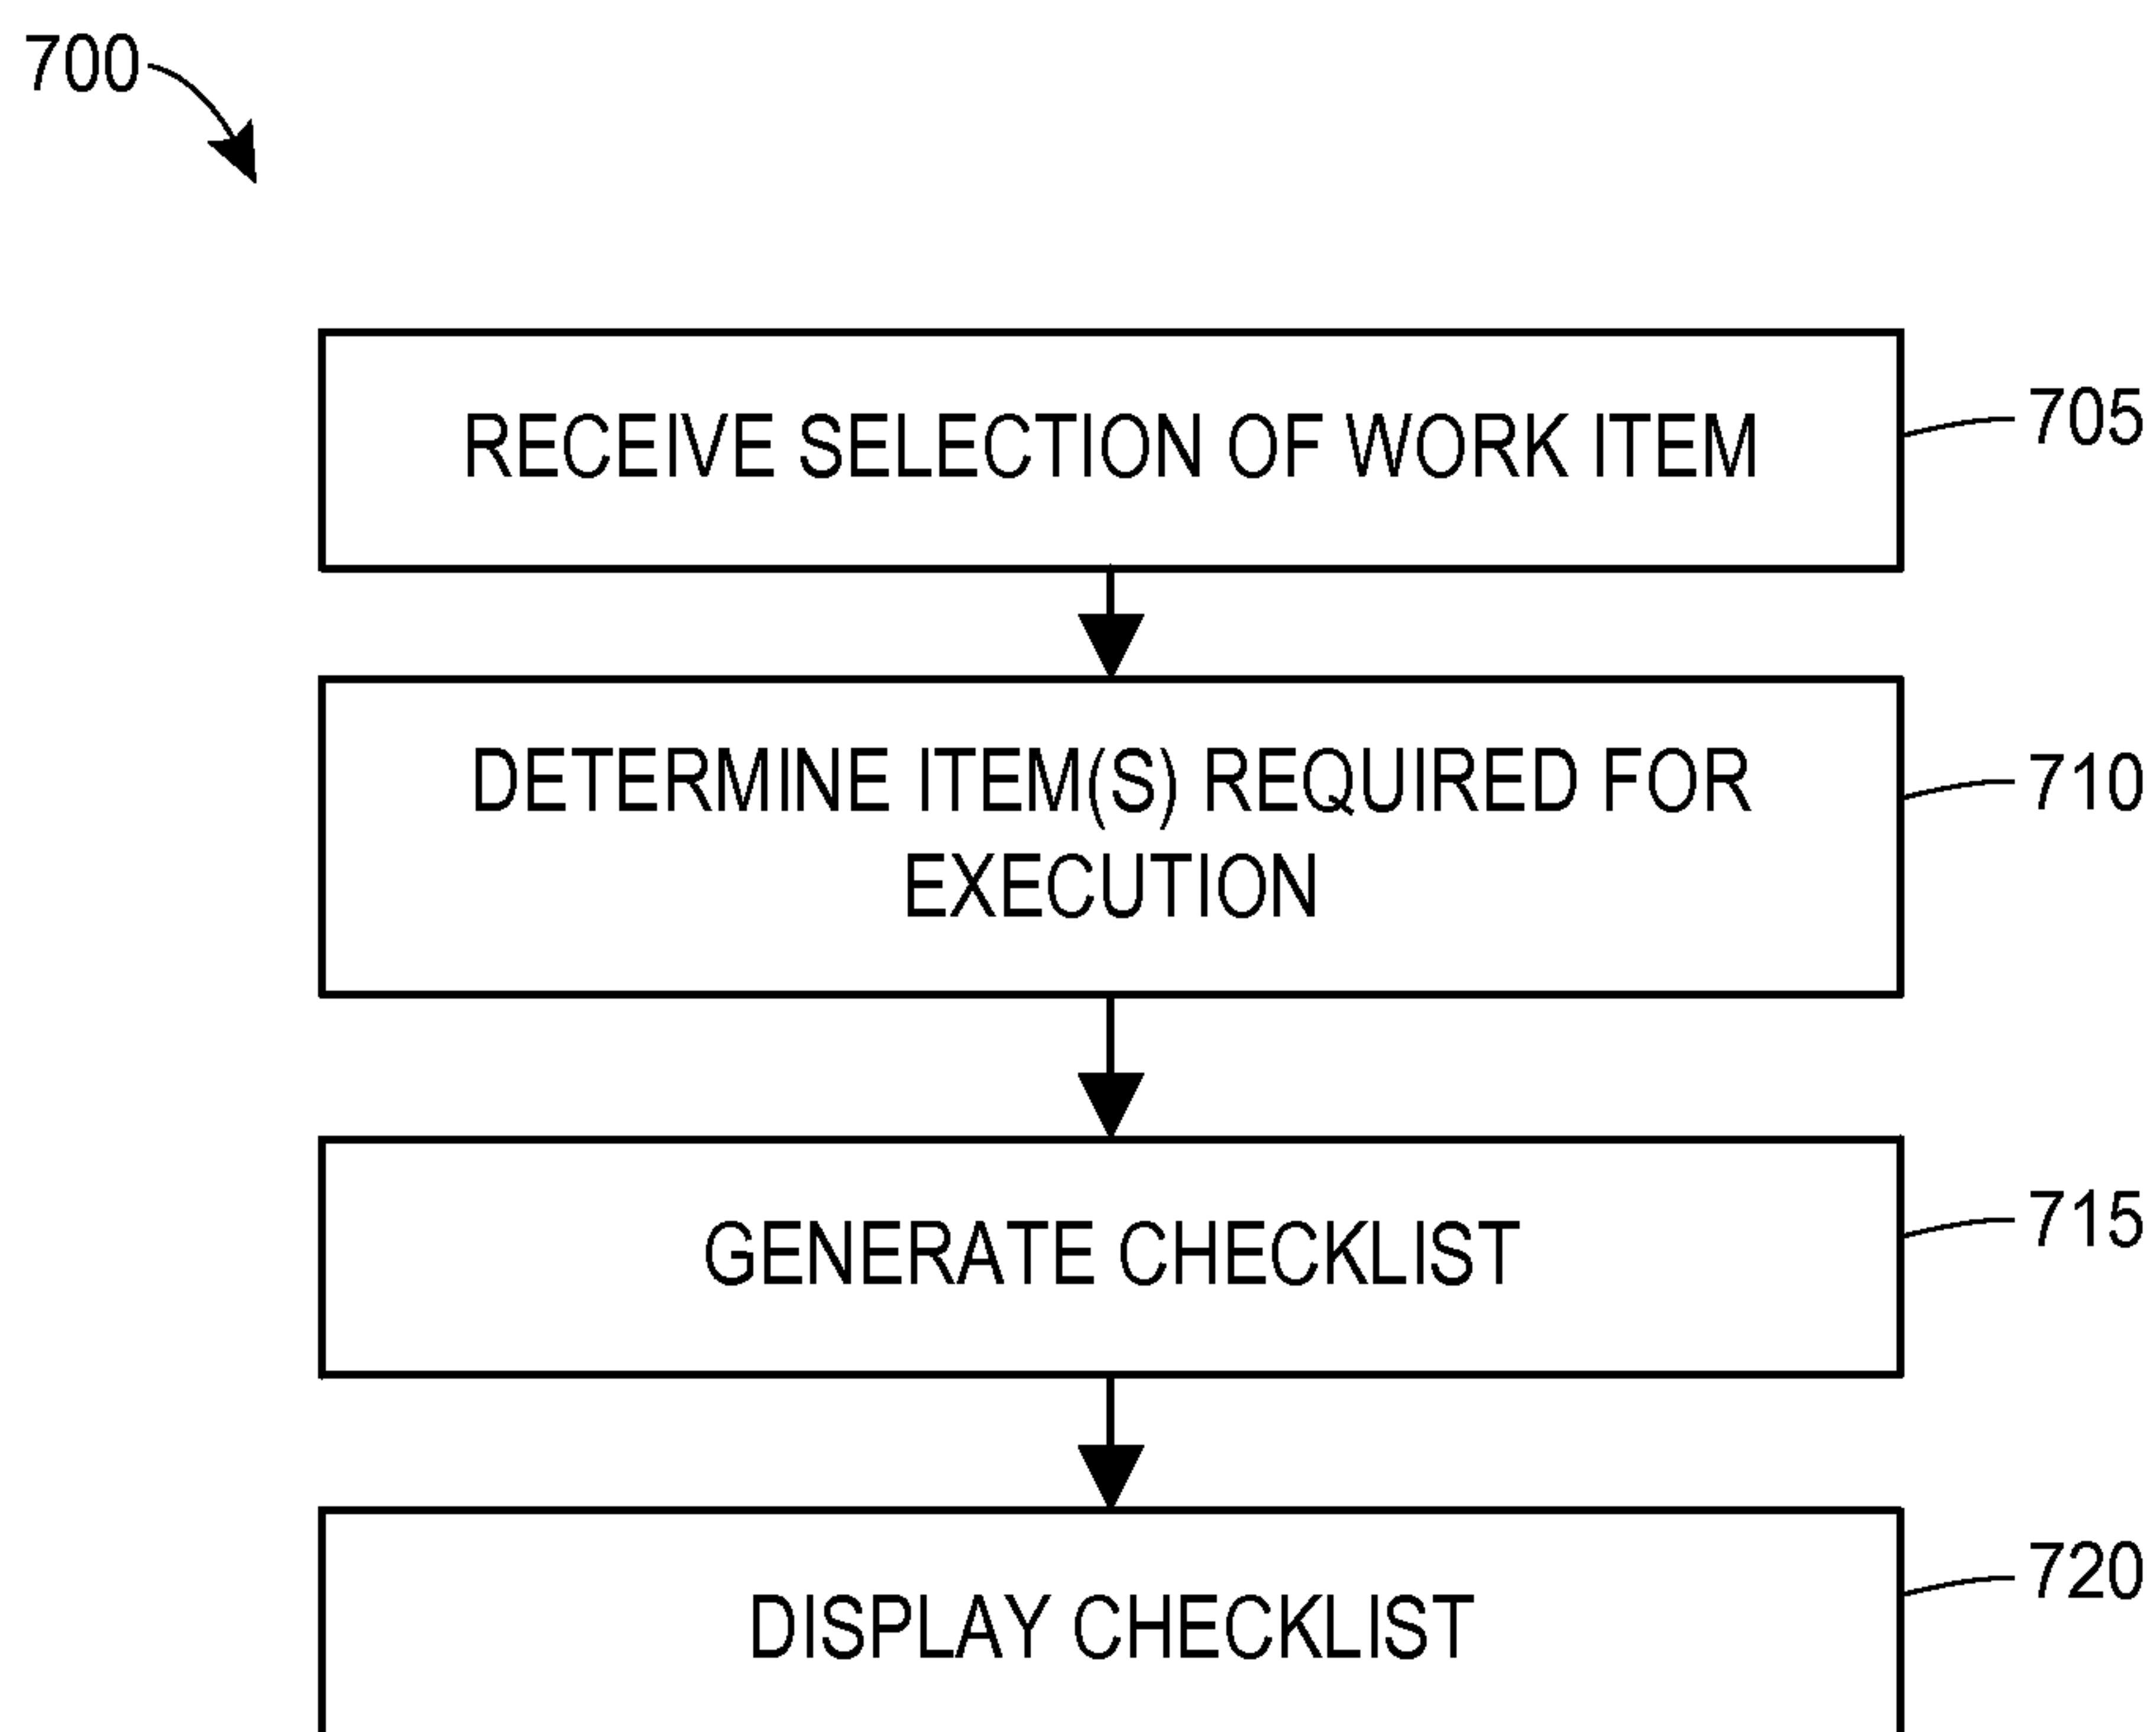 700
RECEIVE SELECTION OF WORK ITEM
705
DETERMINE ITEM(S) REQUIRED FOR
EXECUTION
710
GENERATE CHECKLIST
715
DISPLAY CHECKLIST
720